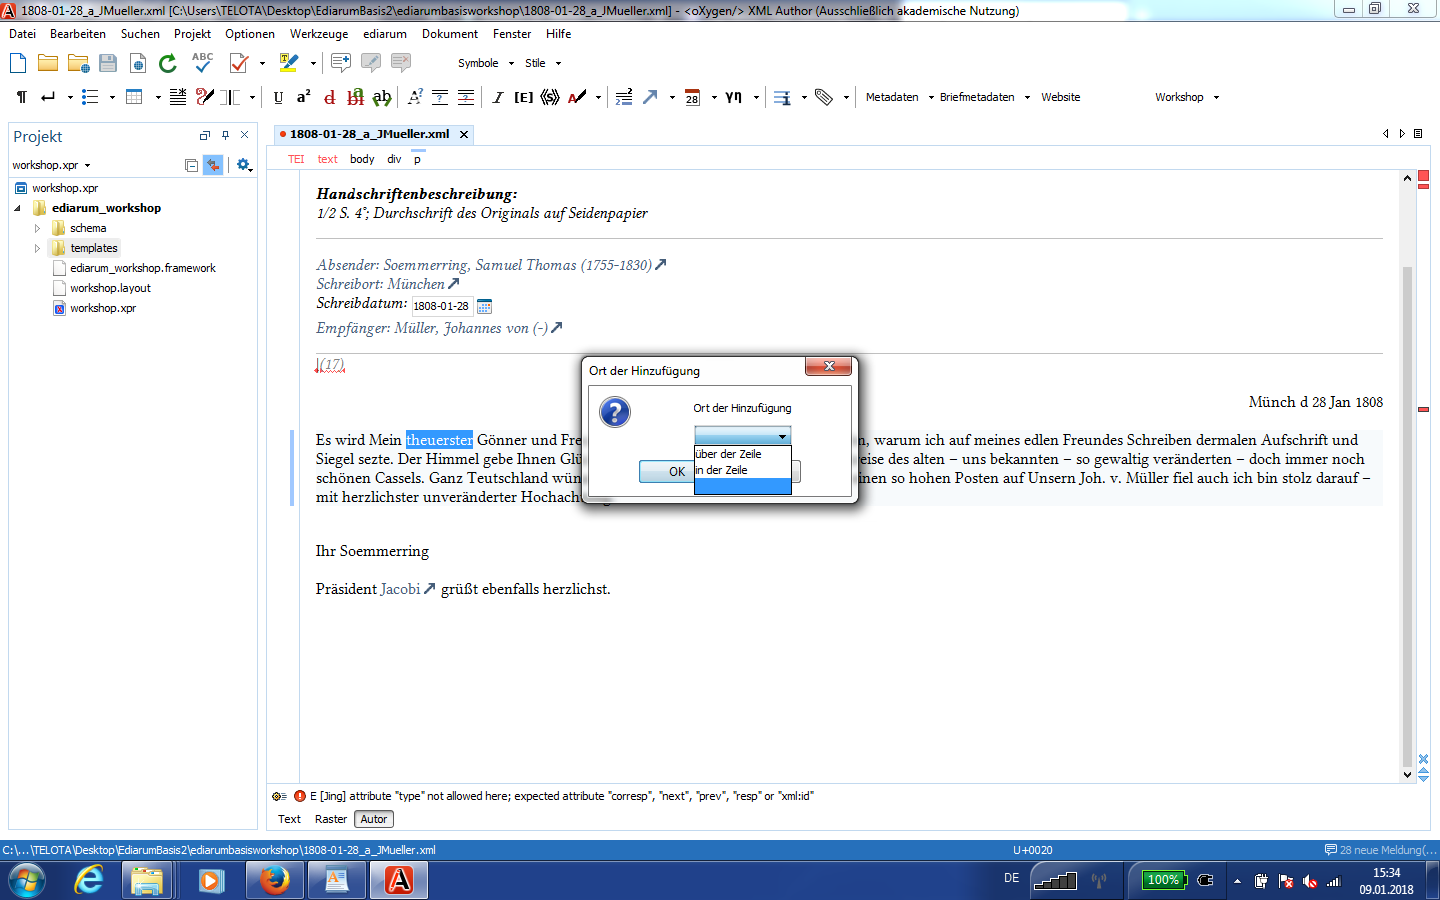 1808-01-28_a_JMueller.xml [C:\Users\TELOTA\Desktop\EdiarumBasis2\ediarumbasisworkshop\1808-01-28_a_JMueller.xml] - <oXygen/> XML Author (Ausschließlich akademische Nutzung)
Datei Bearbeiten Suchen Projekt Optionen Werkzeuge ediarum Dokument Fenster Hilfe
ABC Symbole Stile
¶ U a² d bla ab A? ? ? I [E] (S) A 28 γη Metadaten Briefmetadaten Website Workshop
Projekt
1808-01-28_a_JMueller.xml
workshop.xpr
TEI text body div p
workshop.xpr
ediarum_workshop
schema
templates
ediarum_workshop.framework
workshop.layout
workshop.xpr
Handschriftenbeschreibung:
1/2 S. 4°; Durchschrift des Originals auf Seidenpapier
Absender: Soemmerring, Samuel Thomas (1755-1830)
Schreibort: München
Schreibdatum: 1808-01-28
Empfänger: Müller, Johannes von (-)
(17)
Münch d 28 Jan 1808
Es wird Mein theuerster Gönner und Fre , warum ich auf meines edlen Freundes Schreiben dermalen Aufschrift und
Siegel sezte. Der Himmel gebe Ihnen Glü eise des alten – uns bekannten – so gewaltig veränderten – doch immer noch
schönen Cassels. Ganz Teutschland wün inen so hohen Posten auf Unsern Joh. v. Müller fiel auch ich bin stolz darauf –
mit herzlichster unveränderter Hochach
Ihr Soemmerring
Präsident Jacobi grüßt ebenfalls herzlichst.
Ort der Hinzufügung
Ort der Hinzufügung
über der Zeile
in der Zeile
OK
E [Jing] attribute "type" not allowed here; expected attribute "corresp", "next", "prev", "resp" or "xml:id"
Text Raster Autor
C:\...\TELOTA\Desktop\EdiarumBasis2\ediarumbasisworkshop\1808-01-28_a_JMueller.xml U+0020 28 neue Meldung(...
DE 100% 15:34
09.01.2018